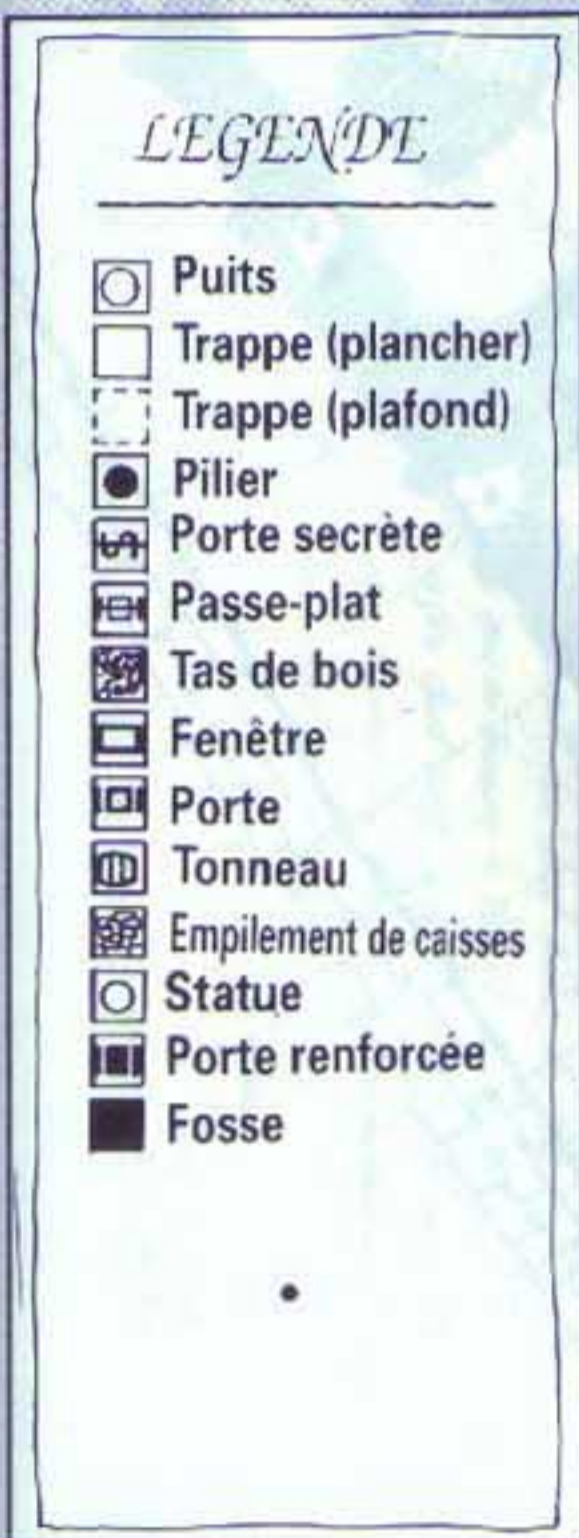 LEGENDE
Puits
Trappe (plancher)
Trappe (plafond)
Pilier
Porte secrète
Passe-plat
Tas de bois
Fenêtre
Porte
Tonneau
Empilement de caisses
Statue
Porte renforcée
Fosse